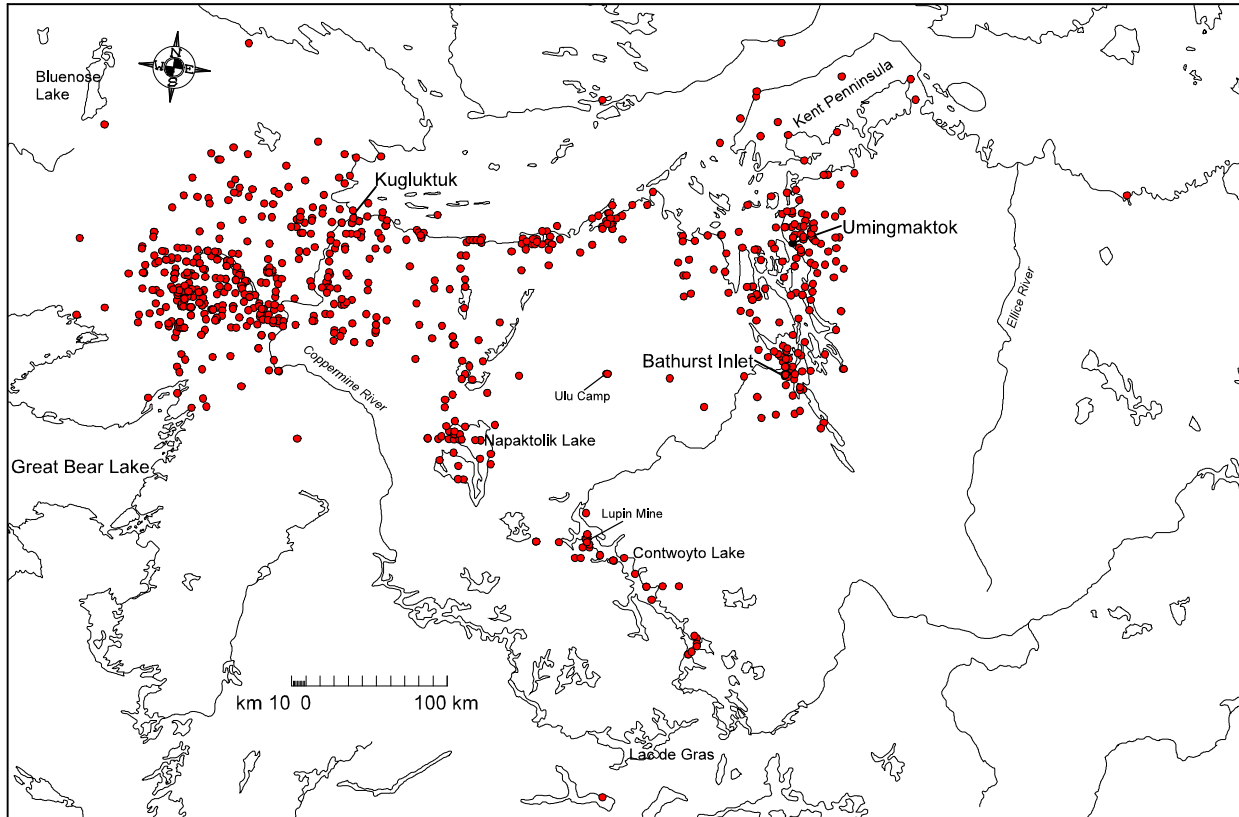 N
W E
S
Bluenose
Lake
Kent Penninsula
Kugluktuk
Umingmaktok
Ellice River
Coppermine River
Bathurst Inlet
Ulu Camp
Napaktolik Lake
Great Bear Lake
Lupin Mine
Contwoyto Lake
km 10 0 100 km
Lac de Gras